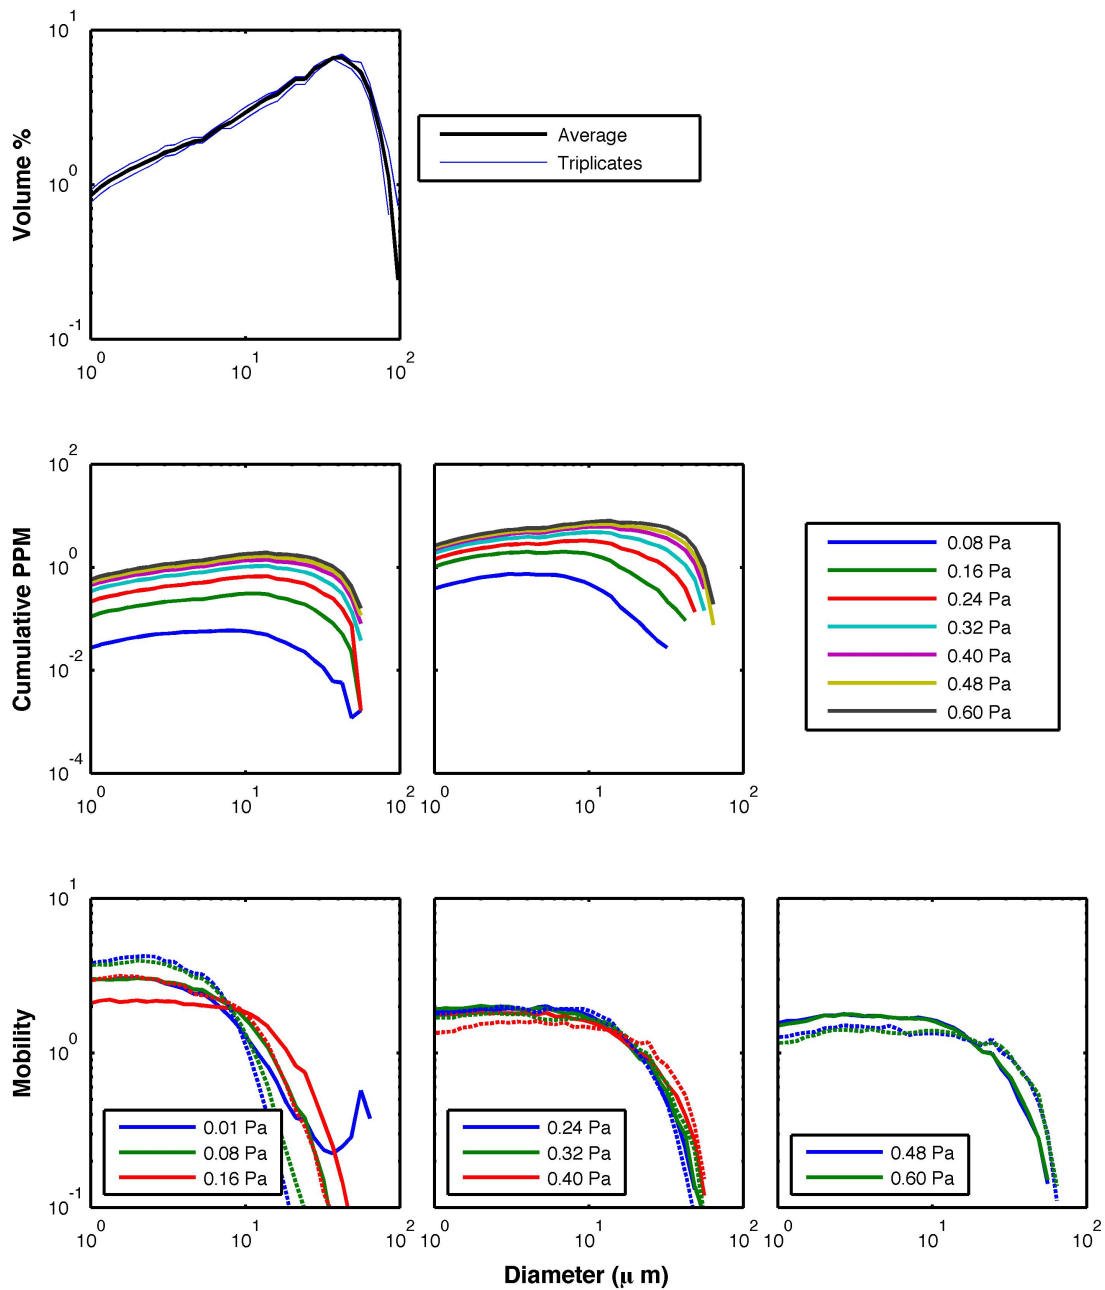 10^1
10^0
10^-1
Volume %
10^0 10^1 10^2
Average
Triplicates
10^2
10^0
10^-2
10^-4
Cumulative PPM
10^0 10^1 10^2
10^0 10^1 10^2
0.08 Pa
0.16 Pa
0.24 Pa
0.32 Pa
0.40 Pa
0.48 Pa
0.60 Pa
10^1
10^0
10^-1
Mobility
0.01 Pa
0.08 Pa
0.16 Pa
10^0 10^1 10^2
0.24 Pa
0.32 Pa
0.40 Pa
10^0 10^1 10^2
0.48 Pa
0.60 Pa
10^0 10^1 10^2
Diameter (μ m)